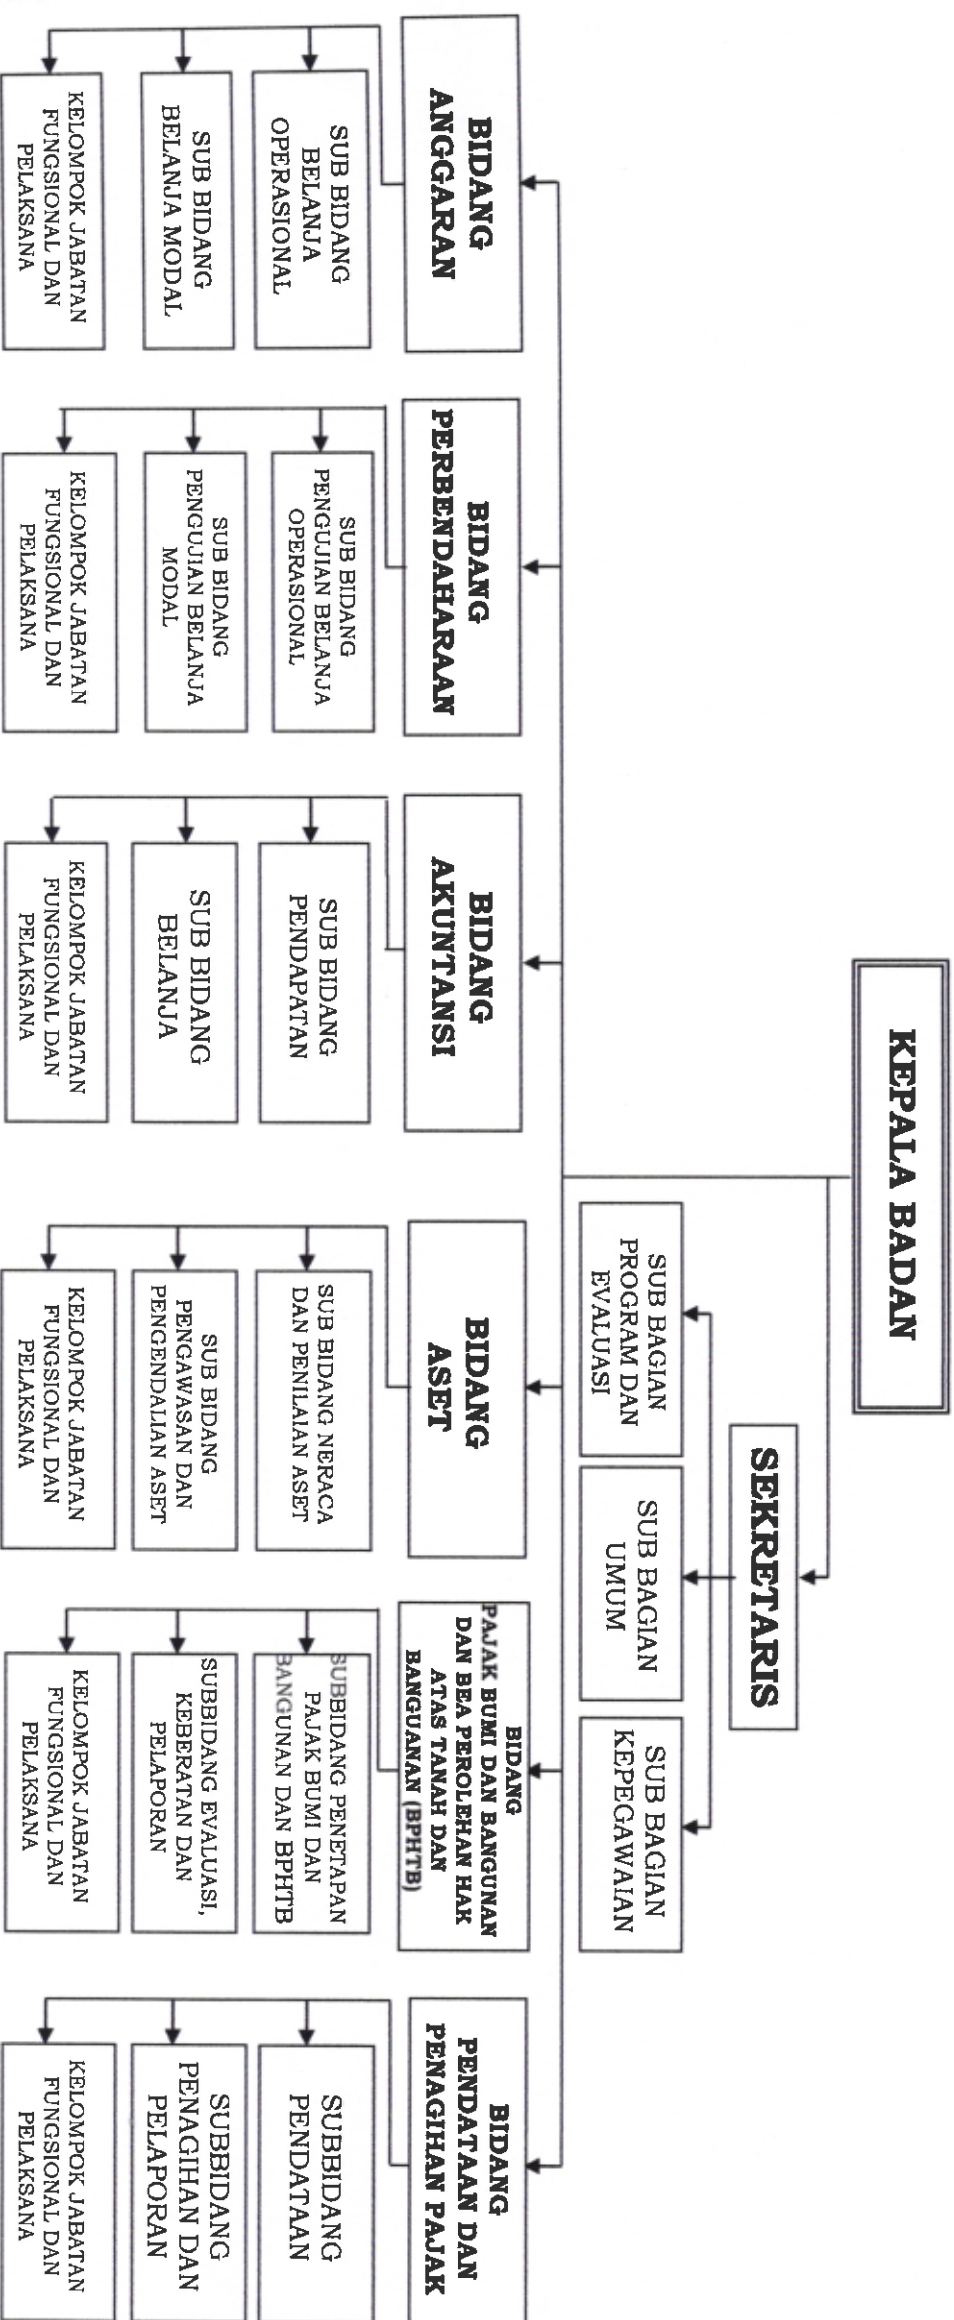 KEPALA BADAN
SEKRETARIS
SUB BAGIAN
PROGRAM DAN
EVALUASI
SUB BAGIAN
UMUM
SUB BAGIAN
KEPEGAWAIAN
BIDANG
ANGGARAN
SUB BIDANG
BELANJA
OPERASIONAL
SUB BIDANG
BELANJA MODAL
KELOMPOK JABATAN
FUNGSIONAL DAN
PELAKSANA
BIDANG
PERBENDAHARAAN
SUB BIDANG
PENGUJIAN BELANJA
OPERASIONAL
SUB BIDANG
PENGUJIAN BELANJA
MODAL
KELOMPOK JABATAN
FUNGSIONAL DAN
PELAKSANA
BIDANG
AKUNTANSI
SUB BIDANG
PENDAPATAN
SUB BIDANG
BELANJA
KELOMPOK JABATAN
FUNGSIONAL DAN
PELAKSANA
BIDANG
ASET
SUB BIDANG NERACA
DAN PENILAIAN ASET
SUB BIDANG
PENGAWASAN DAN
PENGENDALIAN ASET
KELOMPOK JABATAN
FUNGSIONAL DAN
PELAKSANA
BIDANG
PAJAK BUMI DAN BANGUNAN
DAN BEA PEROLEHAN HAK
ATAS TANAH DAN
BANGUANAN (BPHTB)
SUBBIDANG PENETAPAN
PAJAK BUMI DAN
BANGUNAN DAN BPHTB
SUBBIDANG EVALUASI,
KEBERATAN DAN
PELAPORAN
KELOMPOK JABATAN
FUNGSIONAL DAN
PELAKSANA
BIDANG
PENDATAAN DAN
PENAGIHAN PAJAK
SUBBIDANG
PENDATAAN
SUBBIDANG
PENAGIHAN DAN
PELAPORAN
KELOMPOK JABATAN
FUNGSIONAL DAN
PELAKSANA